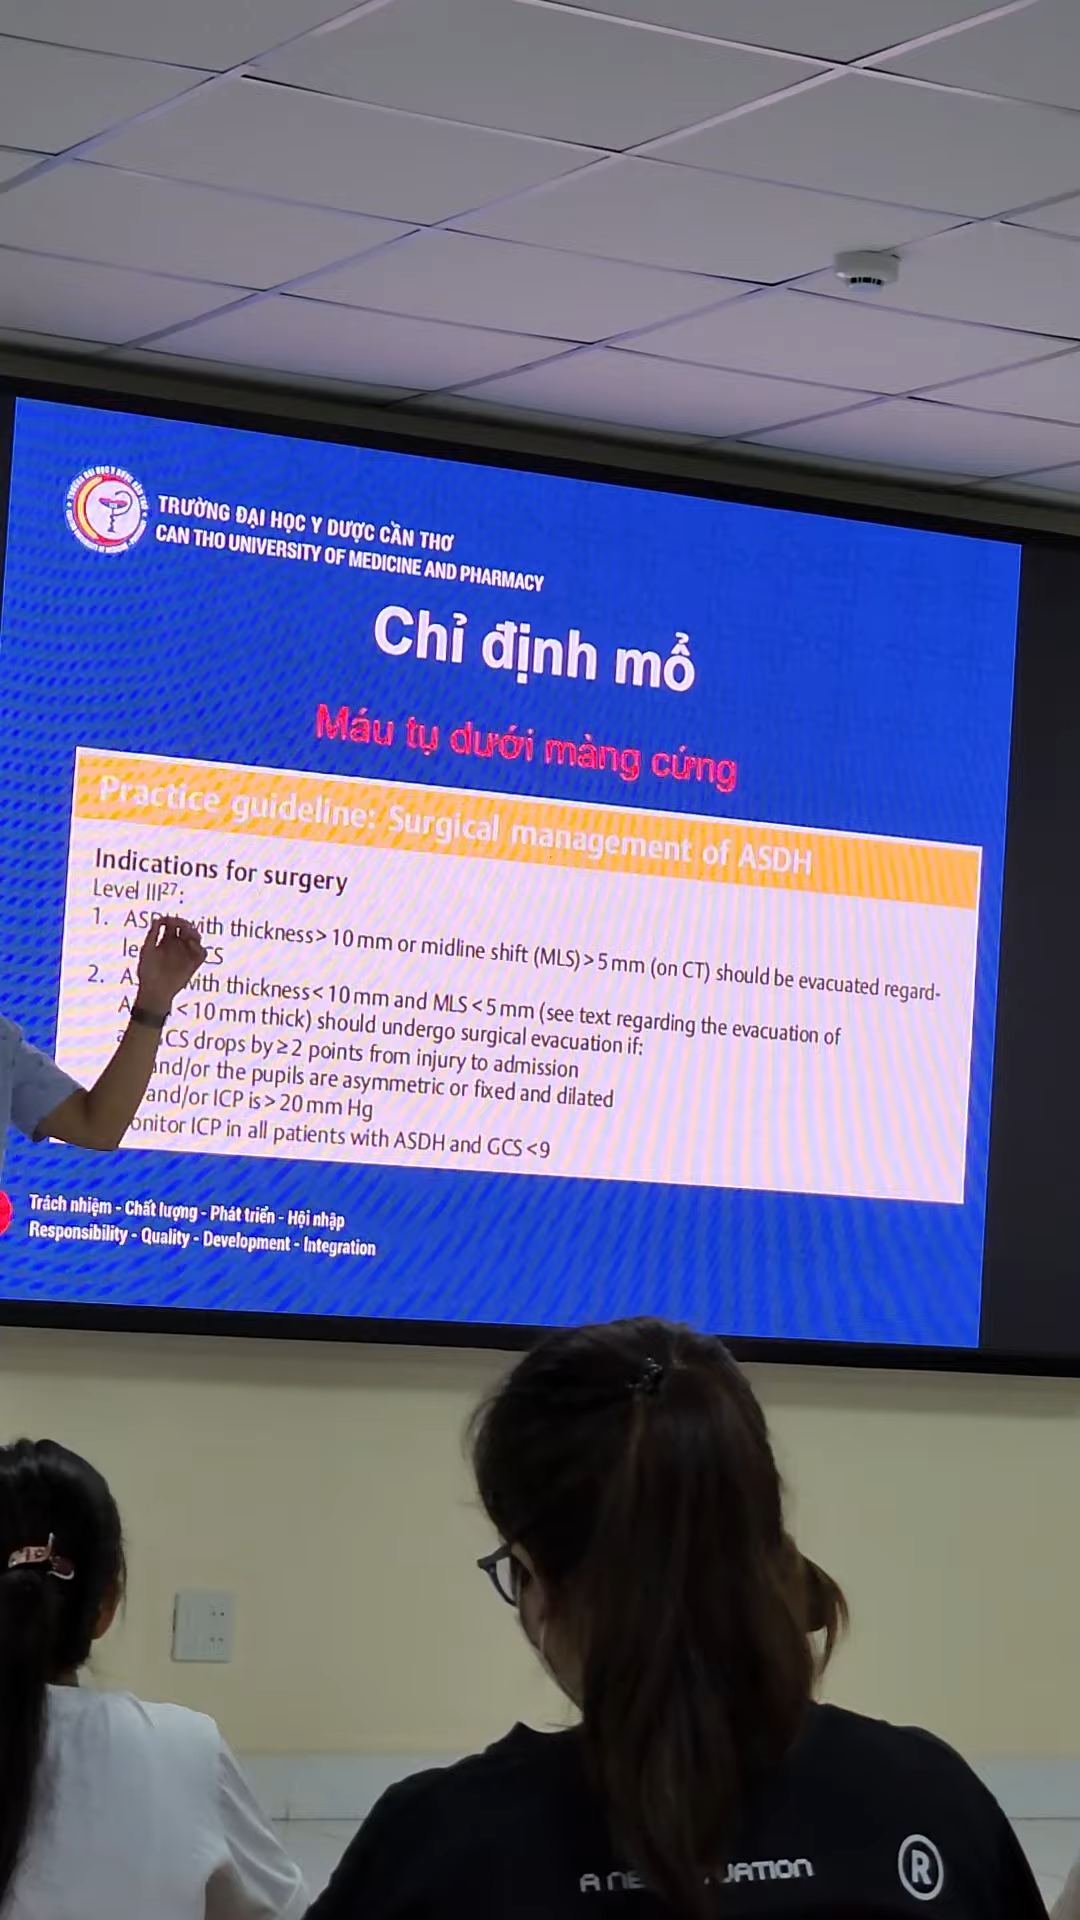 TRƯỜNG ĐẠI HỌC Y DƯỢC CẦN THƠ
CAN THO UNIVERSITY OF MEDICINE AND PHARMACY
Chỉ định mổ
Máu tụ dưới màng cứng
Practice guideline: Surgical management of ASDH
Indications for surgery
Level III27:
1. with thickness > 10 mm or midline shift (MLS) > 5 mm (on CT) should be evacuated regard-
2. with thickness < 10 mm and MLS < 5 mm (see text regarding the evacuation of
< 10 mm thick) should undergo surgical evacuation if:
drops by ≥ 2 points from injury to admission
and/or the pupils are asymmetric or fixed and dilated
and/or ICP is > 20 mm Hg
ICP in all patients with ASDH and GCS < 9
Trách nhiệm - Chất lượng - Phát triển - Hội nhập
Responsibility - Quality - Development - Integration
A
R